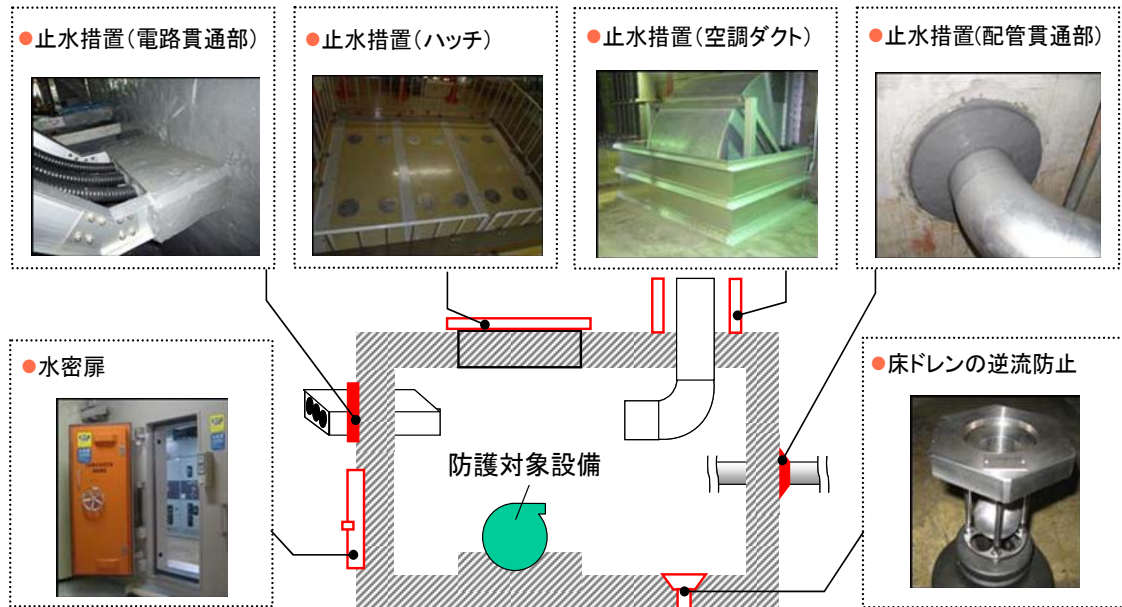 ●止水措置(電路貫通部)
●止水措置(ハッチ)
●止水措置(空調ダクト)
●止水措置(配管貫通部)
●水密扉
●床ドレンの逆流防止
防護対象設備